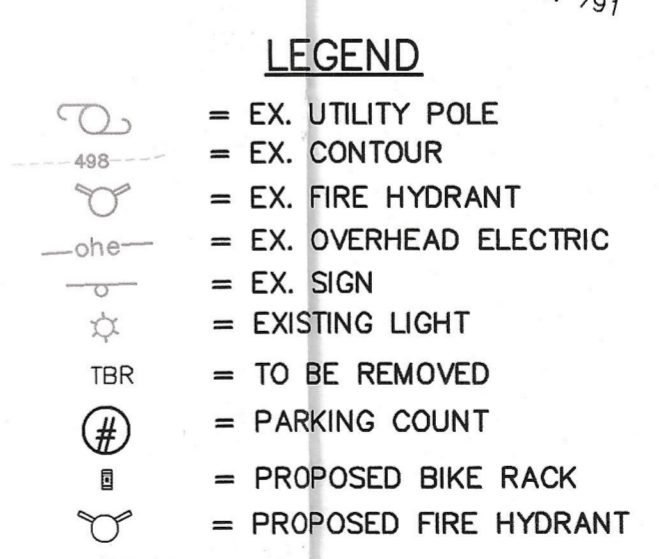 791
LEGEND
= EX. UTILITY POLE
498 = EX. CONTOUR
= EX. FIRE HYDRANT
ohe = EX. OVERHEAD ELECTRIC
= EX. SIGN
= EXISTING LIGHT
TBR = TO BE REMOVED
# = PARKING COUNT
= PROPOSED BIKE RACK
= PROPOSED FIRE HYDRANT